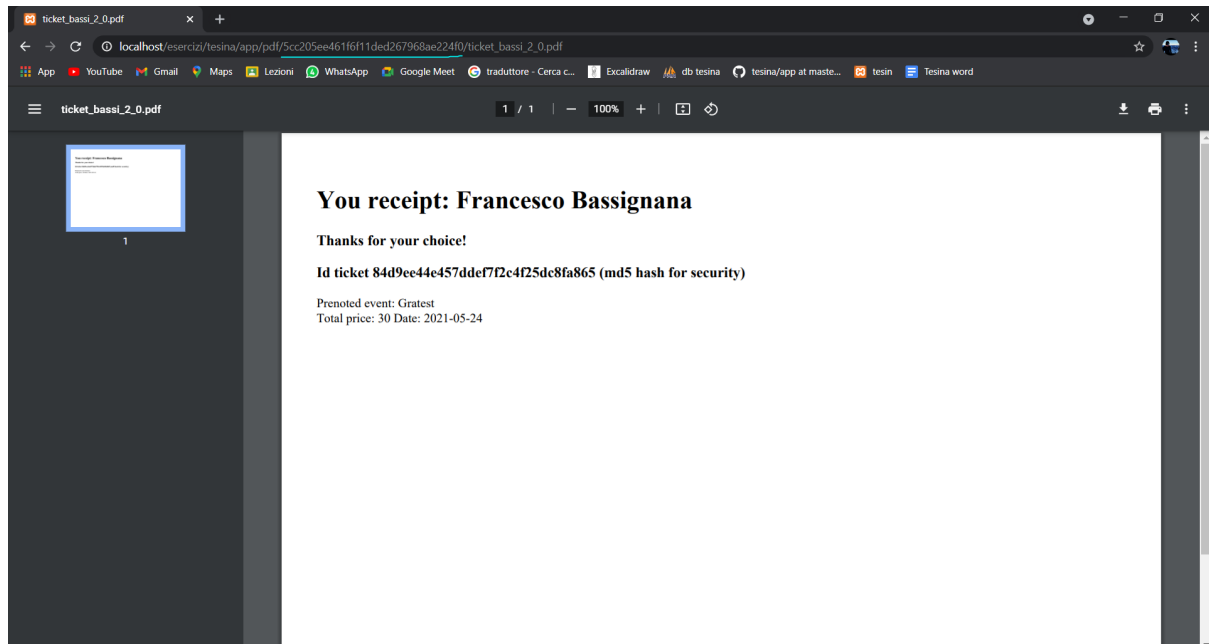 ticket_bassi_2_0.pdf
localhost/esercizi/tesina/app/pdf/5cc205ee461f6f11ded267968ae224f0/ticket_bassi_2_0.pdf
App YouTube Gmail Maps Lezioni WhatsApp Google Meet traduttore - Cerca c... Excalidraw db tesina tesina/app at maste... tesin Tesina word
ticket_bassi_2_0.pdf 1 / 1 100%
You receipt: Francesco Bassignana
Thanks for your choice!
Id ticket 84d9ee44e457ddef7f2c4f25dc8fa865 (md5 hash for security)
Prenoted event: Gratest
Total price: 30 Date: 2021-05-24
1